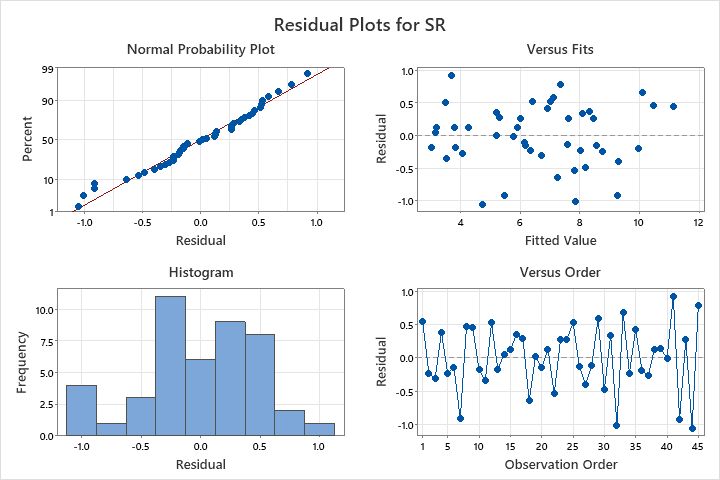 Residual Plots for SR
Normal Probability Plot
Versus Fits
Percent
99
90
50
10
1
-1.0 -0.5 0.0 0.5 1.0
Residual
Residual
1.0
0.5
0.0
-0.5
-1.0
4 6 8 10 12
Fitted Value
Histogram
Versus Order
Frequency
10.0
7.5
5.0
2.5
0.0
-1.0 -0.5 0.0 0.5 1.0
Residual
Residual
1.0
0.5
0.0
-0.5
-1.0
1 5 10 15 20 25 30 35 40 45
Observation Order